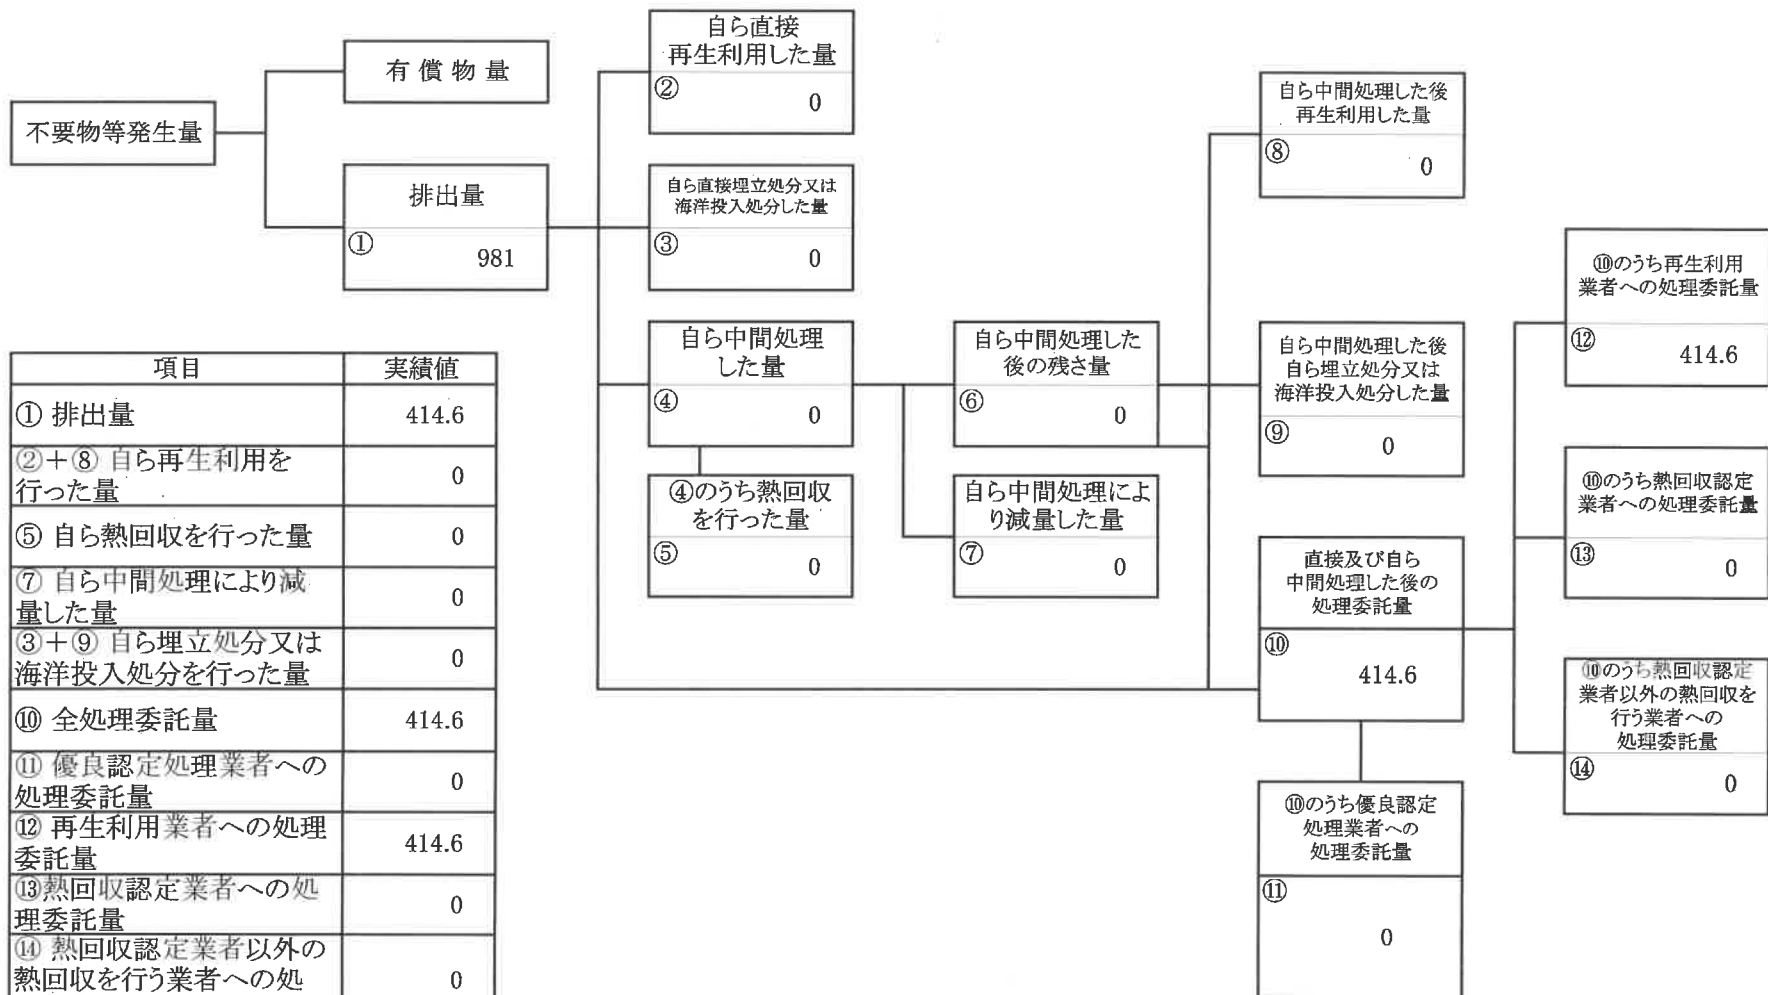 不要物等発生量
有償物量
排出量
①
981
自ら直接
再生利用した量
②
0
自ら直接埋立処分又は
海洋投入処分した量
③
0
自ら中間処理
した量
④
0
④のうち熱回収
を行った量
⑤
0
自ら中間処理した
後の残さ量
⑥
0
自ら中間処理によ
り減量した量
⑦
0
自ら中間処理した後
再生利用した量
⑧
0
自ら中間処理した後
自ら埋立処分又は
海洋投入処分した量
⑨
0
直接及び自ら
中間処理した後の
処理委託量
⑩
414.6
⑩のうち優良認定
処理業者への
処理委託量
⑪
0
⑩のうち再生利用
業者への処理委託量
⑫
414.6
⑩のうち熱回収認定
業者への処理委託量
⑬
0
⑩のうち熱回収認定
業者以外の熱回収を
行う業者への
処理委託量
⑭
0
項目 実績値
① 排出量 414.6
②+⑧ 自ら再生利用を
行った量 0
⑤ 自ら熱回収を行った量 0
⑦ 自ら中間処理により減
量した量 0
③+⑨ 自ら埋立処分又は
海洋投入処分を行った量 0
⑩ 全処理委託量 414.6
⑪ 優良認定処理業者への
処理委託量 0
⑫ 再生利用業者への処理
委託量 414.6
⑬熱回収認定業者への処
理委託量 0
⑭ 熱回収認定業者以外の
熱回収を行う業者への処 0